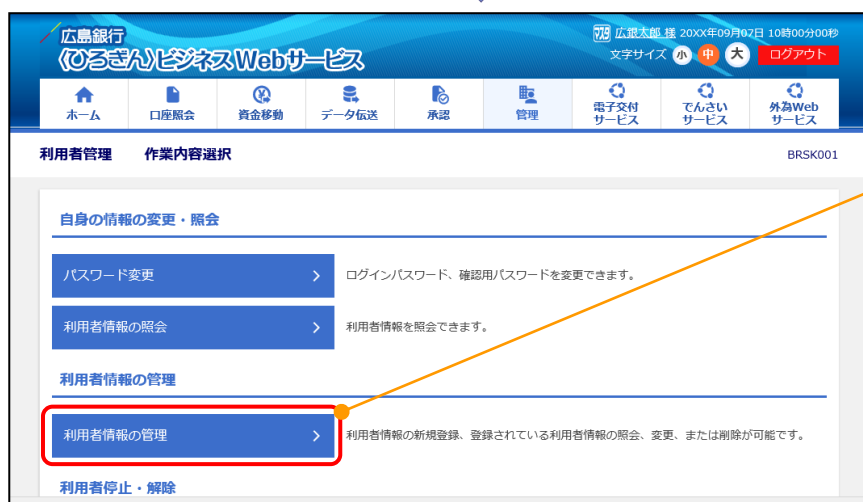 広島銀行
《ひろぎん》ビジネスWebサービス
広銀太郎 様 20XX年09月07日 10時00分00秒
文字サイズ 小 中 大 ログアウト
ホーム
口座照会
資金移動
データ伝送
承認
管理
電子交付
サービス
でんさい
サービス
外為Web
サービス
利用者管理 作業内容選択 BRSK001
自身の情報の変更・照会
パスワード変更
ログインパスワード、確認用パスワードを変更できます。
利用者情報の照会
利用者情報を照会できます。
利用者情報の管理
利用者情報の管理
利用者情報の新規登録、登録されている利用者情報の照会、変更、または削除が可能です。
利用者停止・解除